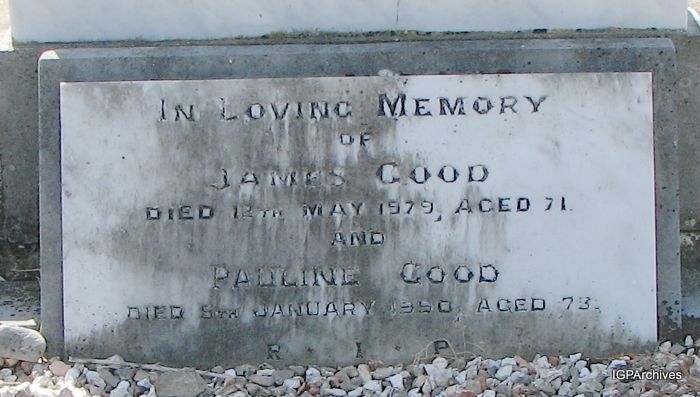 IN LOVING MEMORY
OF
JAMES GOOD
DIED 12TH MAY 1979, AGED 71.
AND
PAULINE GOOD
DIED 5TH JANUARY 1990, AGED 73.
R · I · P
IGPArchives